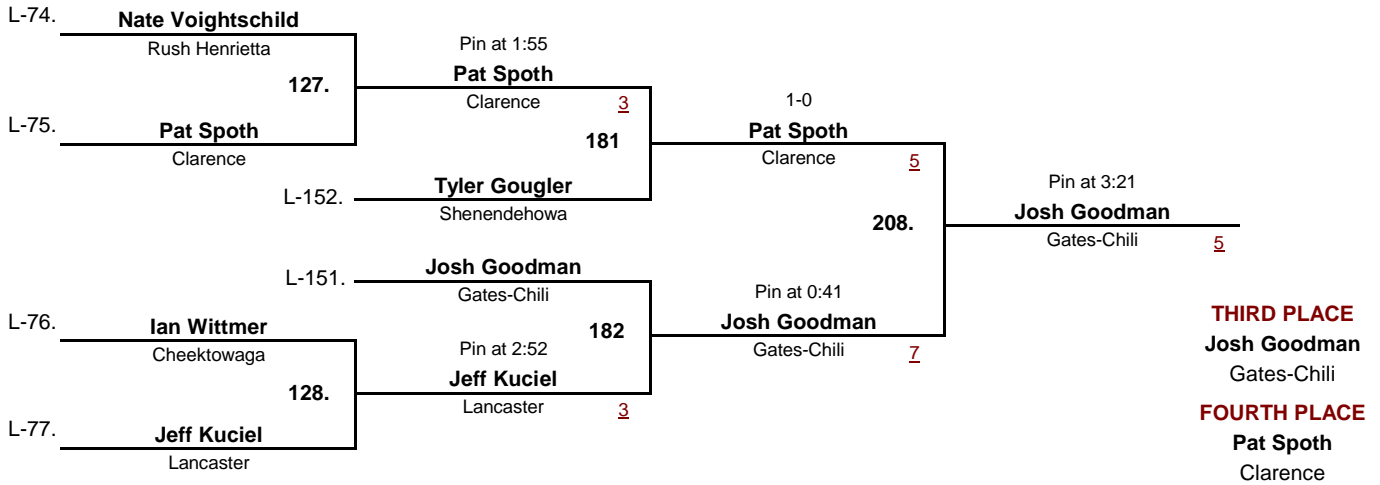 L-74.
Nate Voightschild
Rush Henrietta
127.
L-75.
Pat Spoth
Clarence
Pin at 1:55
Pat Spoth
Clarence
3
181
L-152.
Tyler Gougler
Shenendehowa
1-0
Pat Spoth
Clarence
5
208.
L-151.
Josh Goodman
Gates-Chili
182
L-76.
Ian Wittmer
Cheektowaga
128.
L-77.
Jeff Kuciel
Lancaster
Pin at 2:52
Jeff Kuciel
Lancaster
3
Pin at 0:41
Josh Goodman
Gates-Chili
7
Pin at 3:21
Josh Goodman
Gates-Chili
5
THIRD PLACE
Josh Goodman
Gates-Chili
FOURTH PLACE
Pat Spoth
Clarence